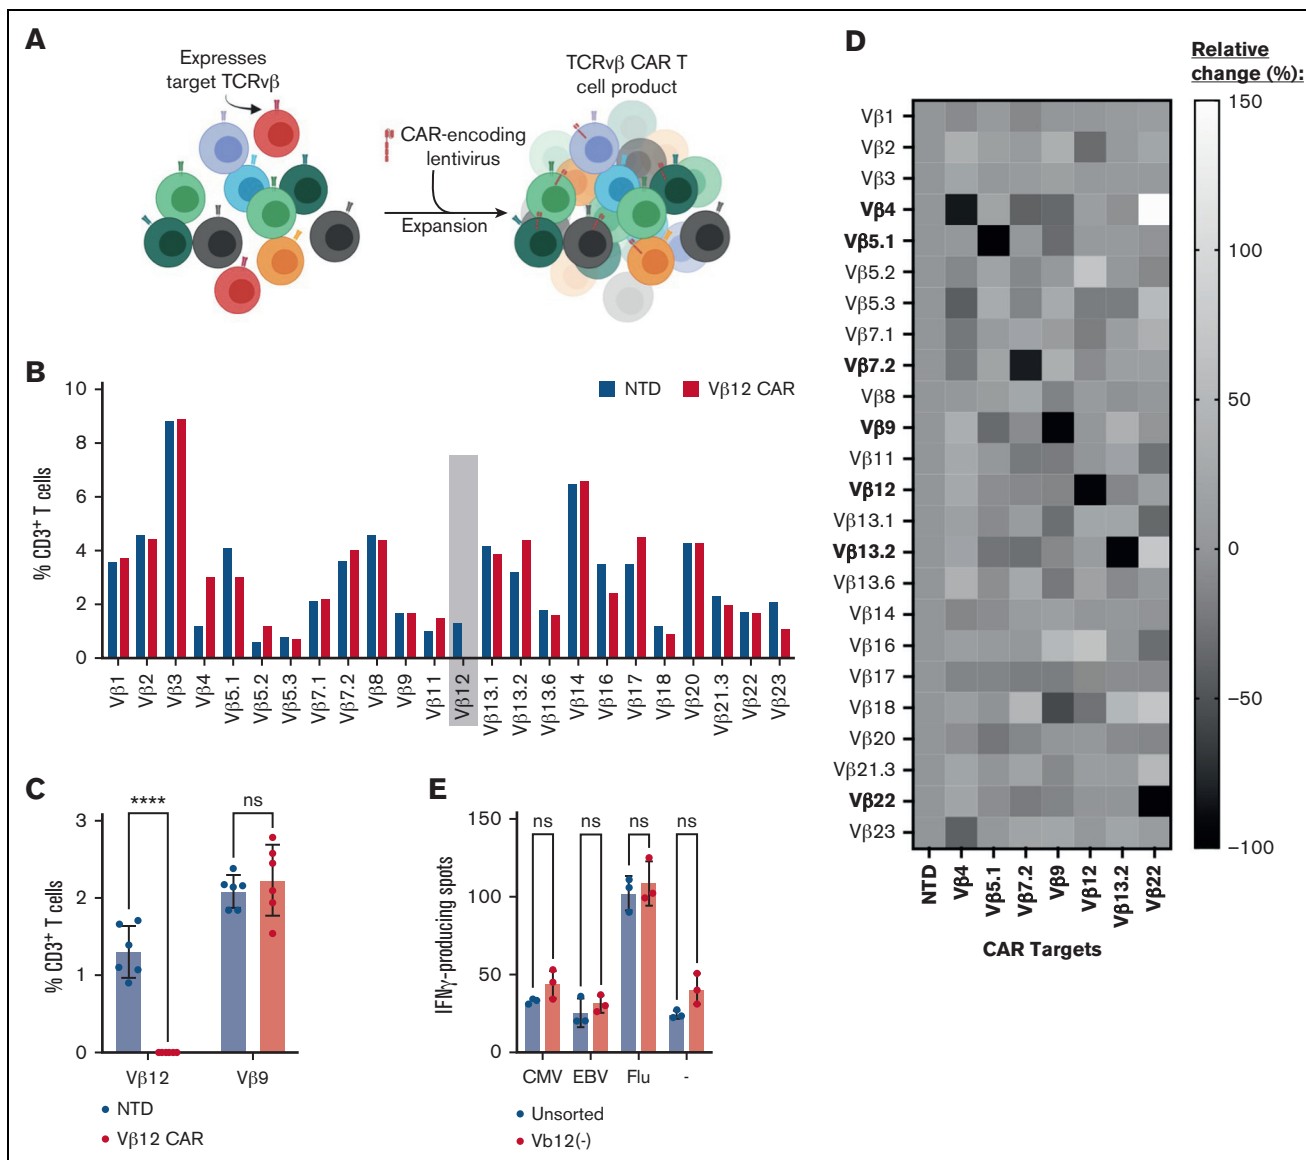 A
Expresses
target TCRvβ
CAR-encoding
lentivirus
Expansion
TCRvβ CAR T
cell product
B
NTD
Vβ12 CAR
% CD3+ T cells
10
8
6
4
2
0
Vβ1
Vβ2
Vβ3
Vβ4
Vβ5.1
Vβ5.2
Vβ5.3
Vβ7.1
Vβ7.2
Vβ8
Vβ9
Vβ11
Vβ12
Vβ13.1
Vβ13.2
Vβ13.6
Vβ14
Vβ16
Vβ17
Vβ18
Vβ20
Vβ21.3
Vβ22
Vβ23
C
% CD3+ T cells
3
2
1
0
****
ns
Vβ12
Vβ9
NTD
Vβ12 CAR
D
Relative
change (%):
150
100
50
0
−50
−100
Vβ1
Vβ2
Vβ3
Vβ4
Vβ5.1
Vβ5.2
Vβ5.3
Vβ7.1
Vβ7.2
Vβ8
Vβ9
Vβ11
Vβ12
Vβ13.1
Vβ13.2
Vβ13.6
Vβ14
Vβ16
Vβ17
Vβ18
Vβ20
Vβ21.3
Vβ22
Vβ23
NTD
Vβ4
Vβ5.1
Vβ7.2
Vβ9
Vβ12
Vβ13.2
Vβ22
CAR Targets
E
IFNγ-producing spots
150
100
50
0
ns
ns
ns
ns
CMV
EBV
Flu
-
Unsorted
Vb12(-)